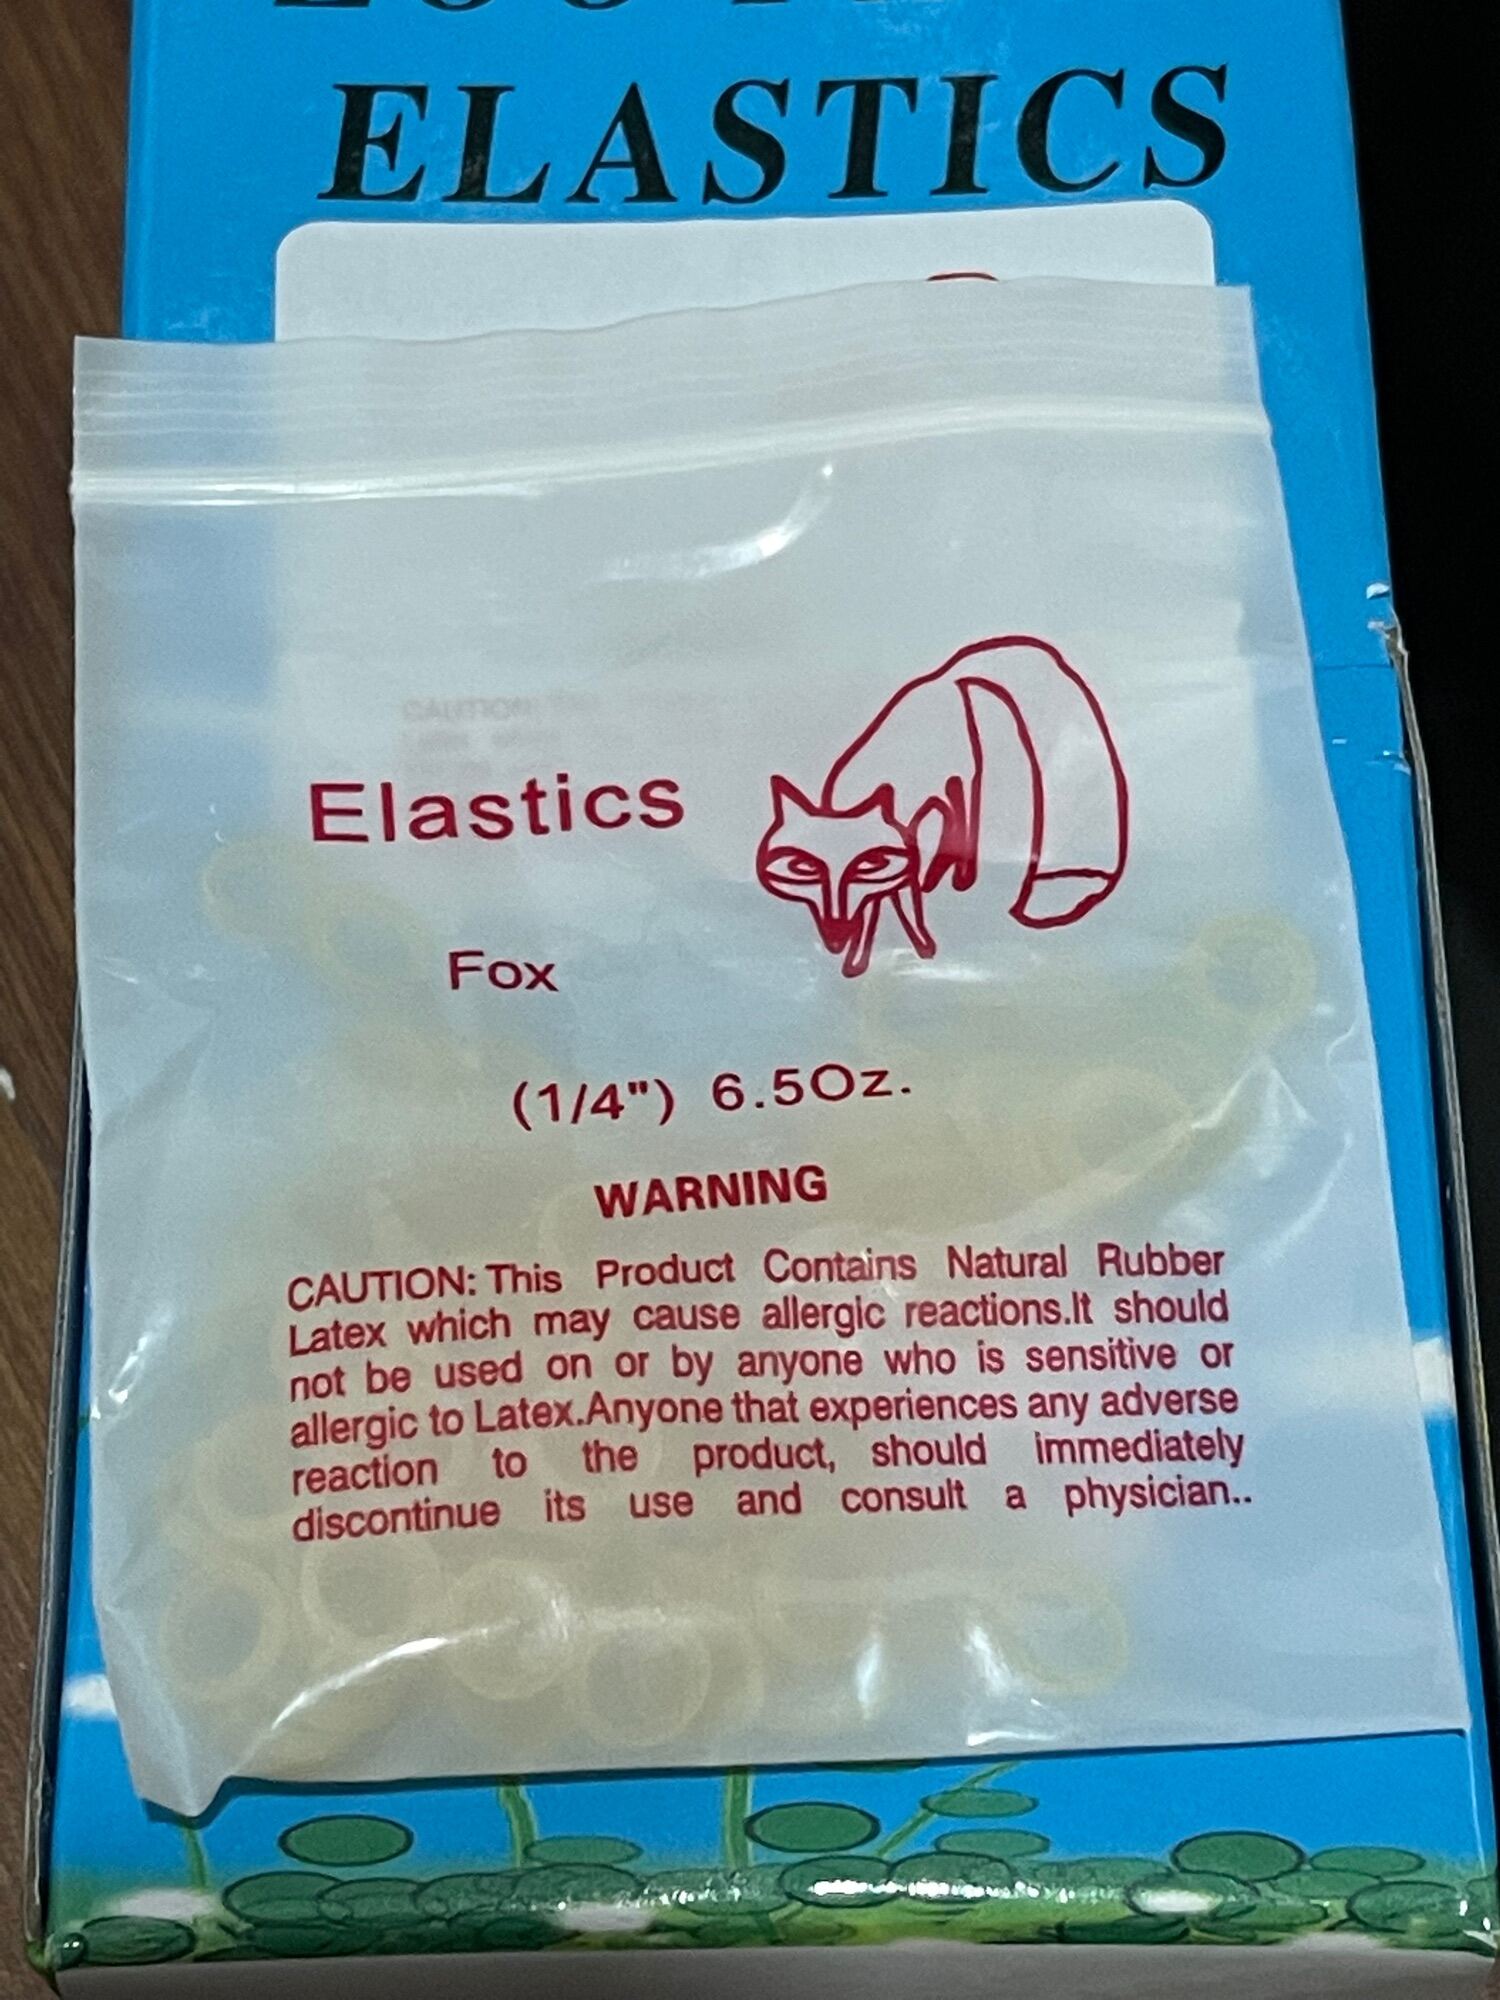 ELASTICS
CAUTION:
Elastics
Fox
(1/4") 6.5Oz.
WARNING
CAUTION: This Product Contains Natural Rubber
Latex which may cause allergic reactions.It should
not be used on or by anyone who is sensitive or
allergic to Latex.Anyone that experiences any adverse
reaction to the product, should immediately
discontinue its use and consult a physician..